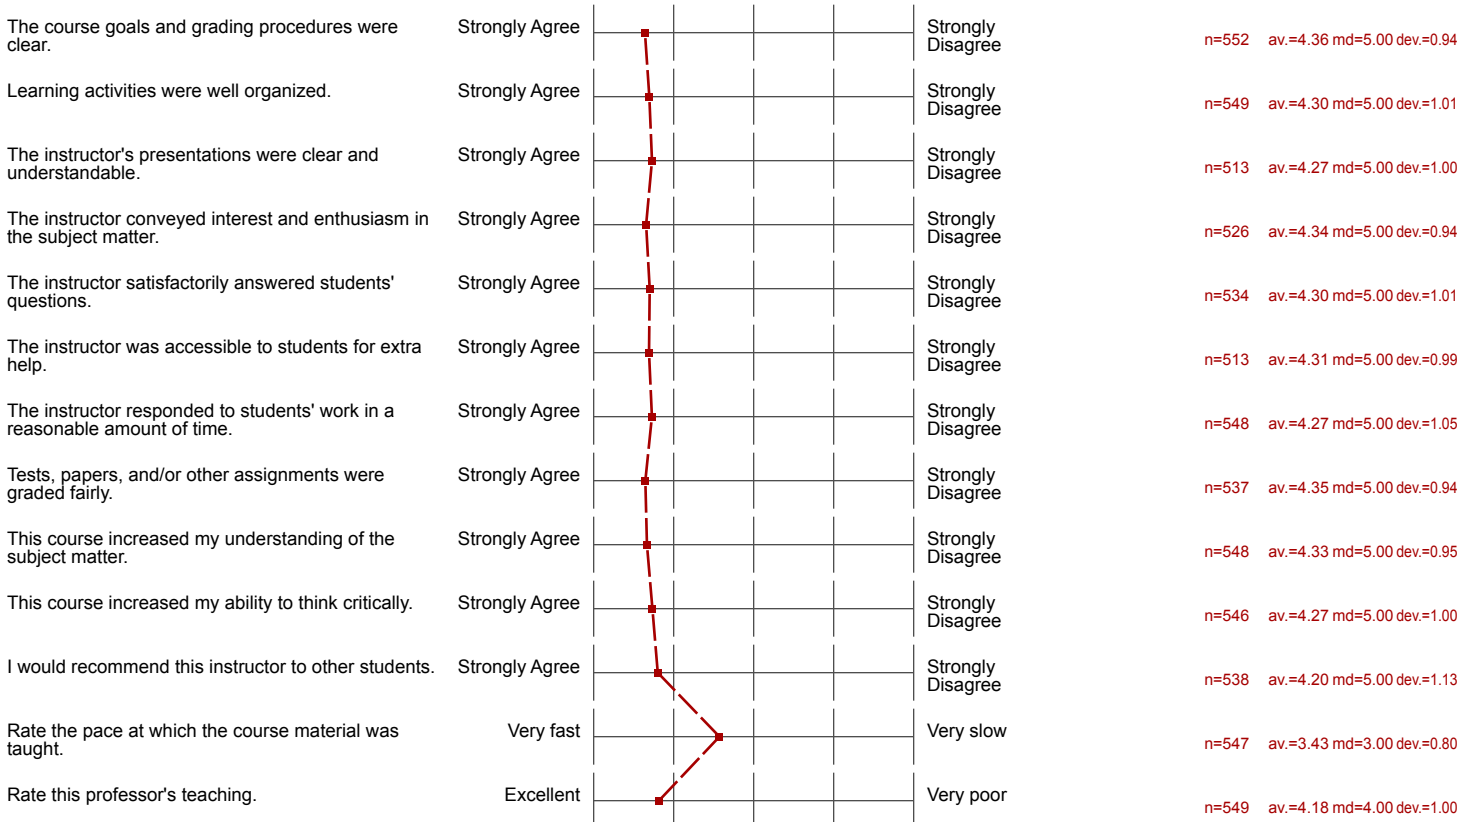 The course goals and grading procedures were
clear.
Strongly Agree
Strongly
Disagree
n=552 av.=4.36 md=5.00 dev.=0.94
Learning activities were well organized.
Strongly Agree
Strongly
Disagree
n=549 av.=4.30 md=5.00 dev.=1.01
The instructor's presentations were clear and
understandable.
Strongly Agree
Strongly
Disagree
n=513 av.=4.27 md=5.00 dev.=1.00
The instructor conveyed interest and enthusiasm in
the subject matter.
Strongly Agree
Strongly
Disagree
n=526 av.=4.34 md=5.00 dev.=0.94
The instructor satisfactorily answered students'
questions.
Strongly Agree
Strongly
Disagree
n=534 av.=4.30 md=5.00 dev.=1.01
The instructor was accessible to students for extra
help.
Strongly Agree
Strongly
Disagree
n=513 av.=4.31 md=5.00 dev.=0.99
The instructor responded to students' work in a
reasonable amount of time.
Strongly Agree
Strongly
Disagree
n=548 av.=4.27 md=5.00 dev.=1.05
Tests, papers, and/or other assignments were
graded fairly.
Strongly Agree
Strongly
Disagree
n=537 av.=4.35 md=5.00 dev.=0.94
This course increased my understanding of the
subject matter.
Strongly Agree
Strongly
Disagree
n=548 av.=4.33 md=5.00 dev.=0.95
This course increased my ability to think critically.
Strongly Agree
Strongly
Disagree
n=546 av.=4.27 md=5.00 dev.=1.00
I would recommend this instructor to other students.
Strongly Agree
Strongly
Disagree
n=538 av.=4.20 md=5.00 dev.=1.13
Rate the pace at which the course material was
taught.
Very fast
Very slow
n=547 av.=3.43 md=3.00 dev.=0.80
Rate this professor's teaching.
Excellent
Very poor
n=549 av.=4.18 md=4.00 dev.=1.00